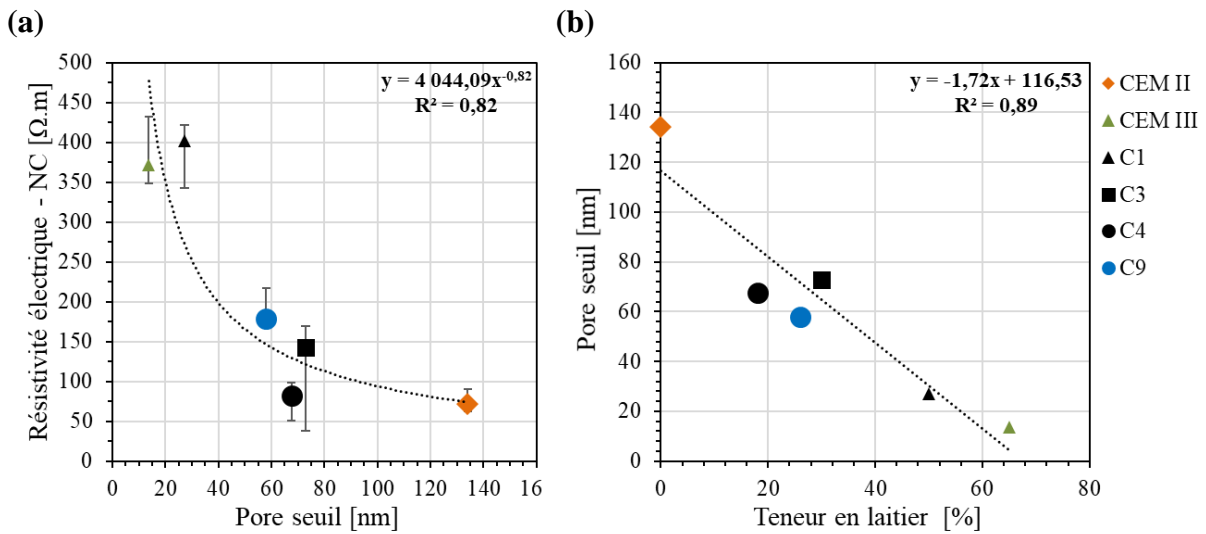 (a)
500
450
400
350
300
250
200
150
100
50
0
Résistivité électrique - NC [Ω.m]
y = 4 044,09x^-0,82
R² = 0,82
0 20 40 60 80 100 120 140 16
Pore seuil [nm]
(b)
160
140
120
100
80
60
40
20
0
Pore seuil [nm]
y = -1,72x + 116,53
R² = 0,89
0 20 40 60 80
Teneur en laitier [%]
CEM II
CEM III
C1
C3
C4
C9